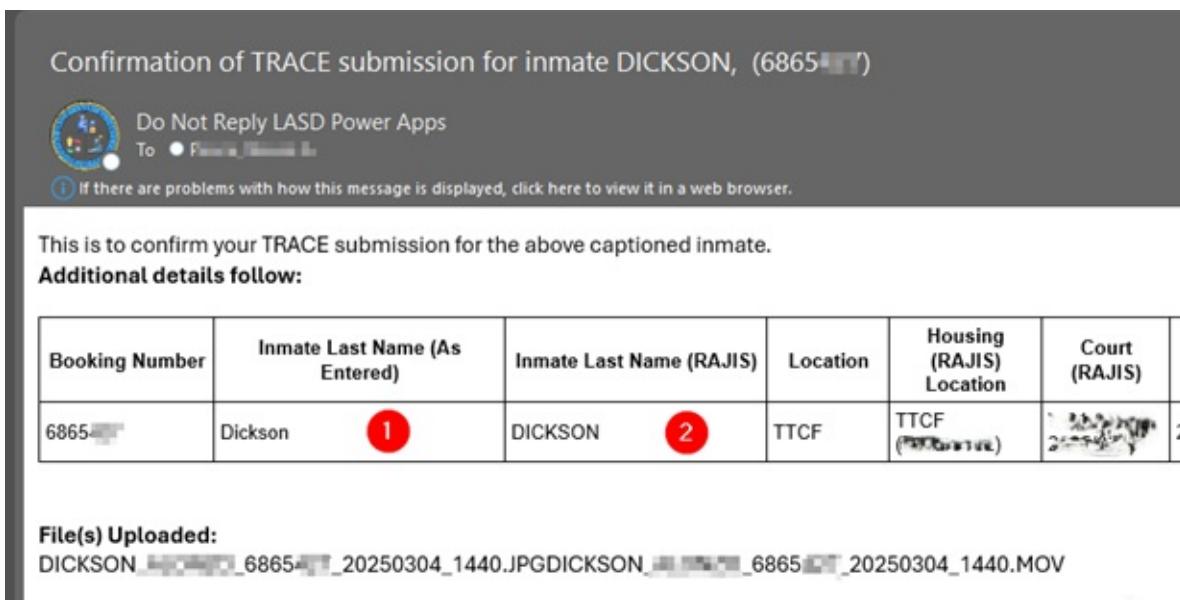 Confirmation of TRACE submission for inmate DICKSON, (6865
Do Not Reply LASD Power Apps
To
If there are problems with how this message is displayed, click here to view it in a web browser.
This is to confirm your TRACE submission for the above captioned inmate.
Additional details follow:
Booking Number
Inmate Last Name (As Entered)
Inmate Last Name (RAJIS)
Location
Housing (RAJIS) Location
Court (RAJIS)
6865
Dickson
1
DICKSON
2
TTCF
TTCF
File(s) Uploaded:
DICKSON_ _6865 _20250304_1440.JPGDICKSON_ _6865 _20250304_1440.MOV